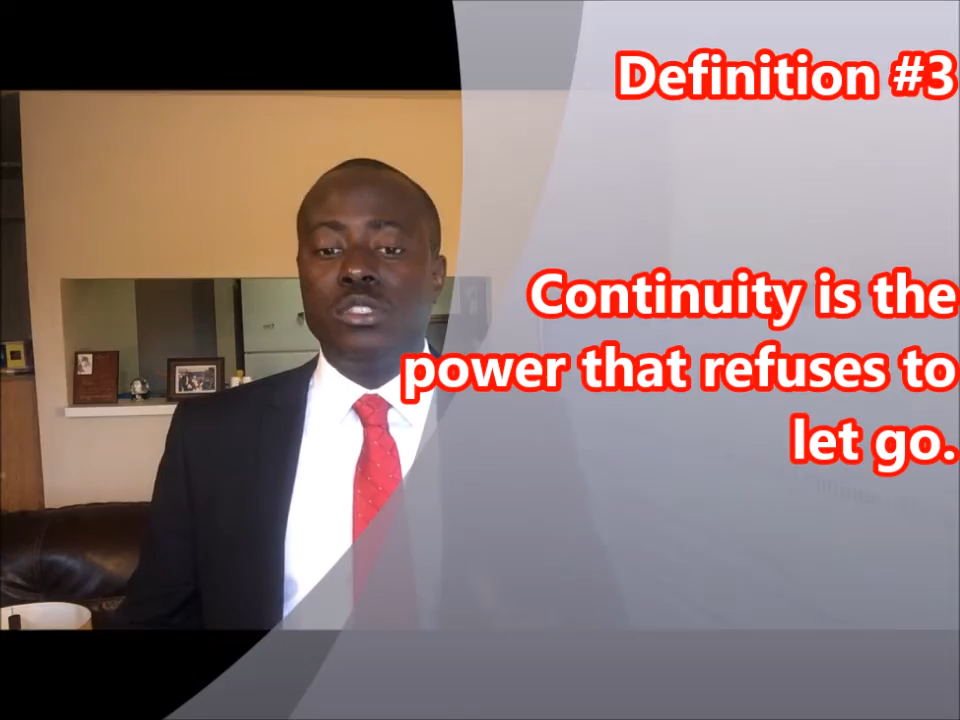 Definition #3
Continuity is the
power that refuses to
let go.